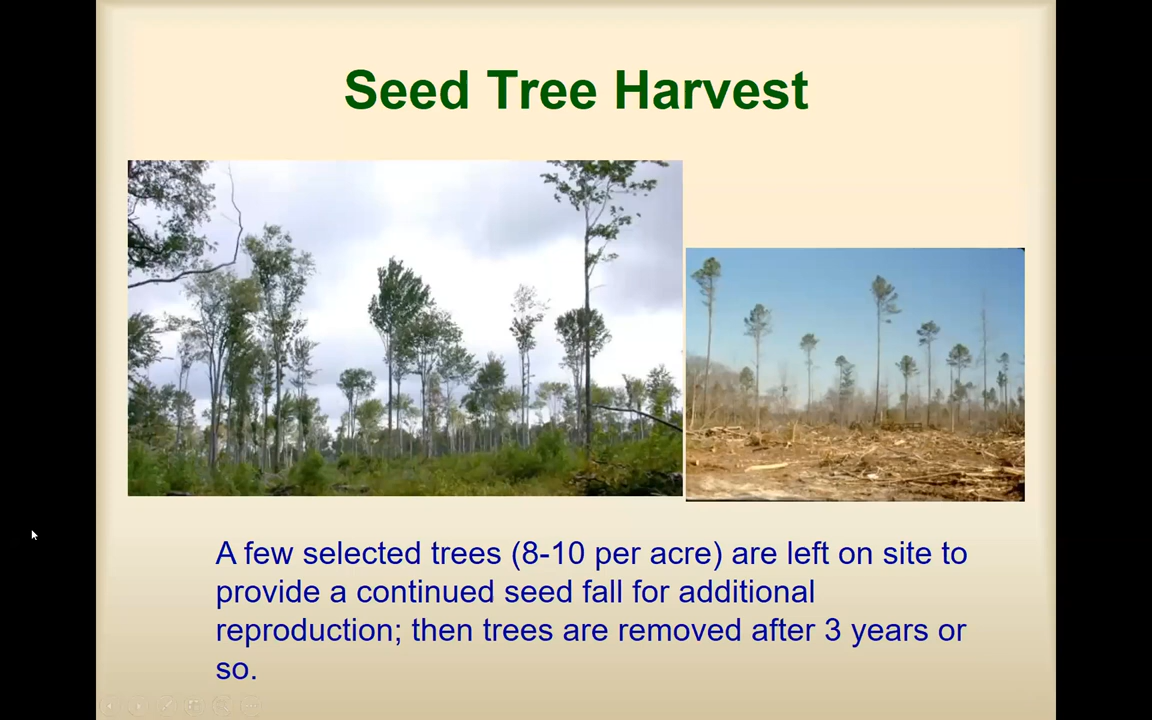 Seed Tree Harvest
A few selected trees (8-10 per acre) are left on site to
provide a continued seed fall for additional
reproduction; then trees are removed after 3 years or
so.